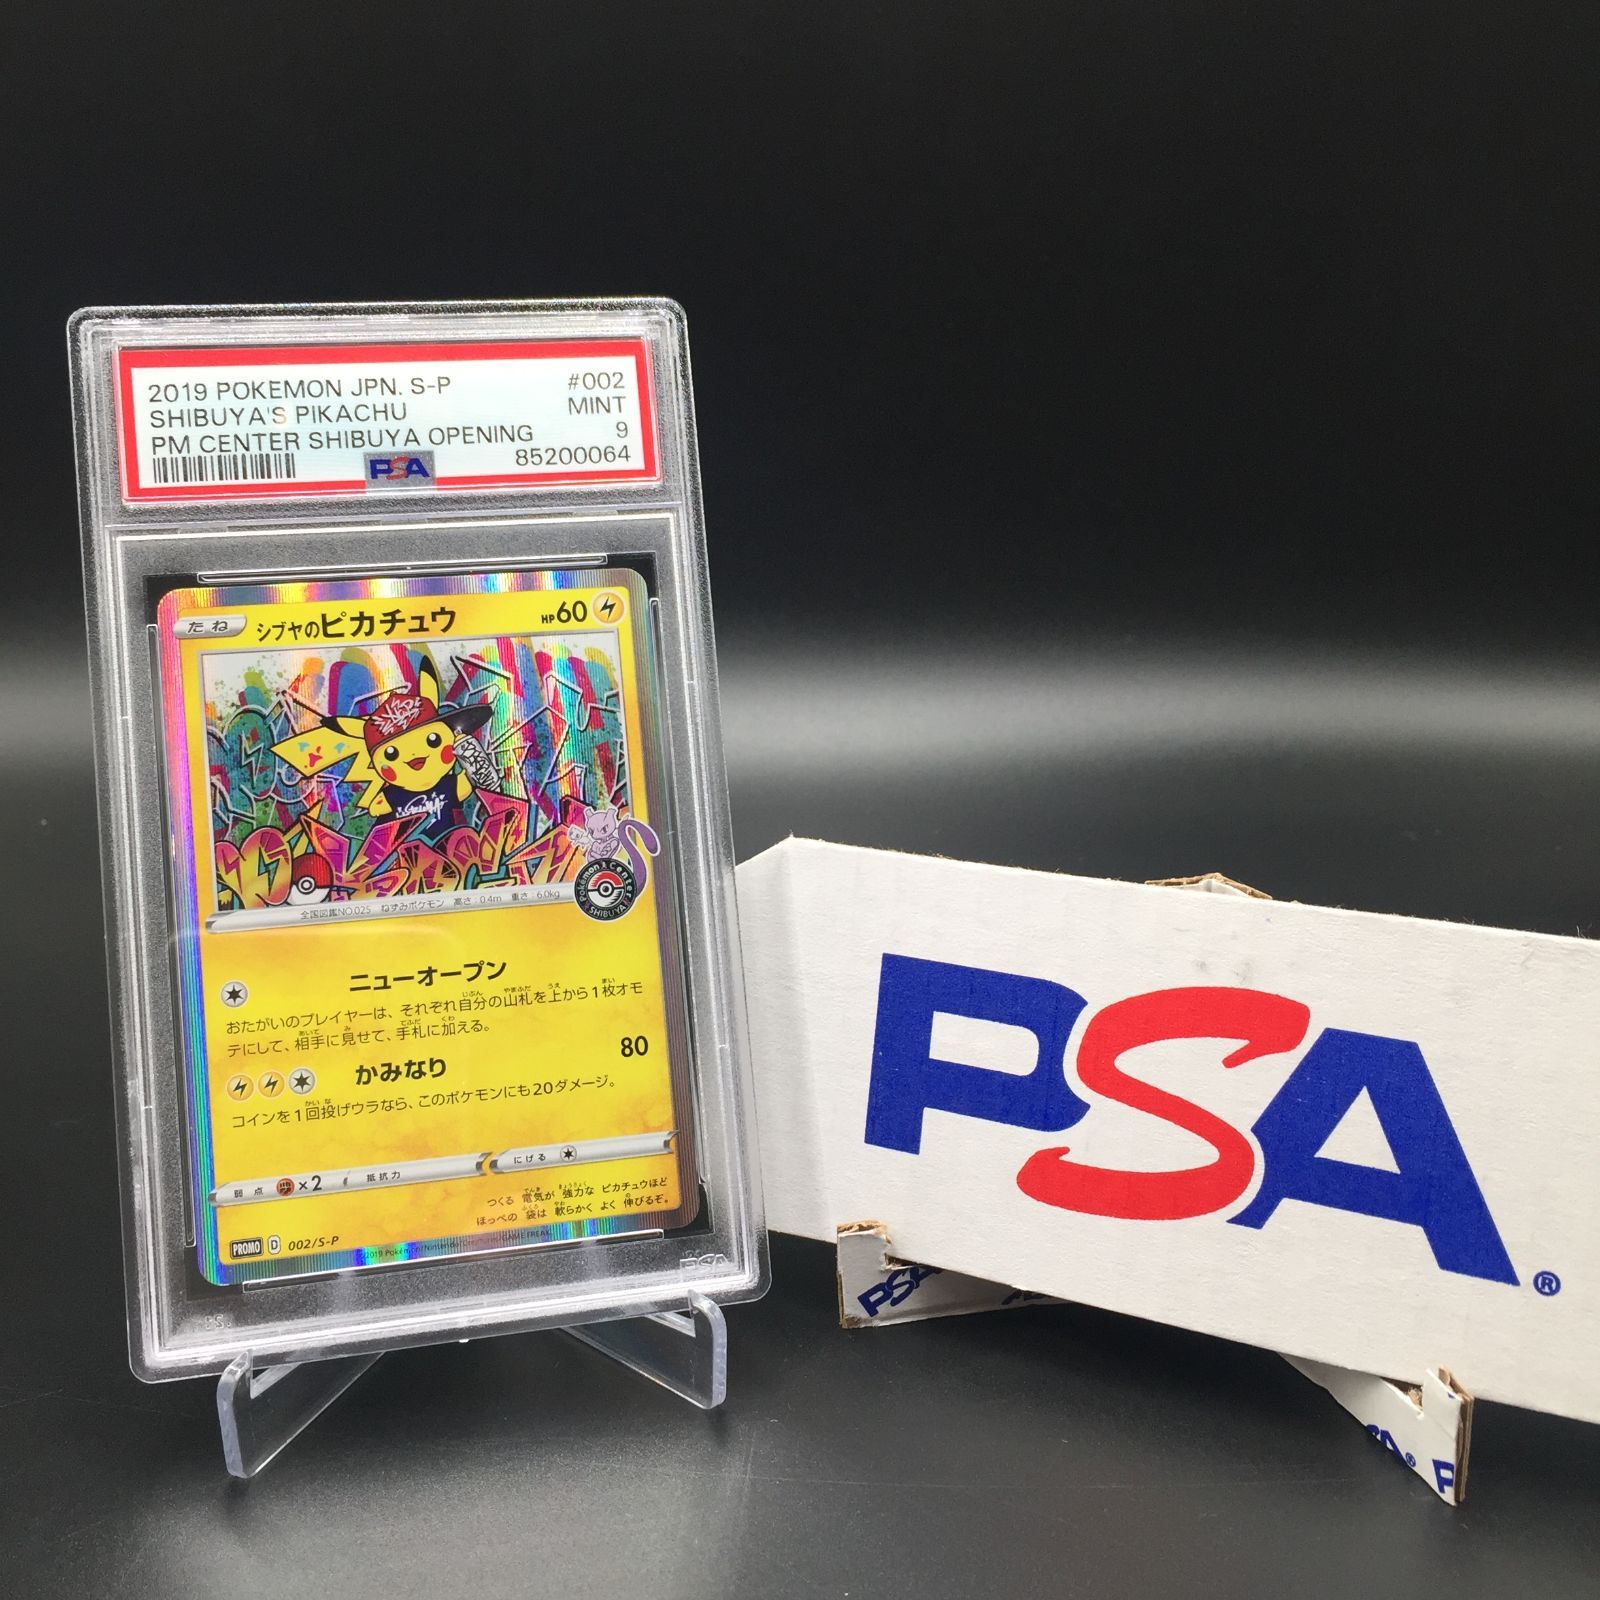 2019 POKEMON JPN. S-P
#002
SHIBUYA'S PIKACHU
MINT
PM CENTER SHIBUYA OPENING
9
PSA
85200064
たね
シブヤのピカチュウ
HP60
Pokémon Center
SHIBUYA
全国図鑑NO.025 ねずみポケモン 高さ:0.4m 重さ:6.0kg
ニューオープン
おたがいのプレイヤーは、それぞれ自分の山札を上から1枚オモ
テにして、相手に見せて、手札に加える。
かみなり
80
コインを1回投げウラなら、このポケモンにも20ダメージ。
弱点 ×2
抵抗力
にげる
つくる 電気が 強力な ピカチュウほど
ほっぺの 袋は 軟らかく よく 伸びるぞ。
PROMO D 002/S-P
©2019 Pokémon/Nintendo/Creatures/GAME FREAK.
PSA
PSA®
PSA